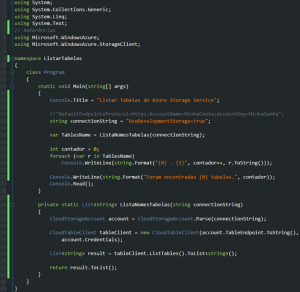 using System;
using System.Collections.Generic;
using System.Linq;
using System.Text;
// Referências
using Microsoft.WindowsAzure;
using Microsoft.WindowsAzure.StorageClient;
namespace ListarTabelas
{
class Program
{
static void Main(string[] args)
{
Console.Title = "Listar Tabelas do Azure Storage Service";
//"DefaultEndpointsProtocol=https;AccountName=MinhaConta;AccountKey=MinhaSenha";
string connectionString = "UseDevelopmentStorage=true";
var TablesName = ListaNomesTabelas(connectionString);
int contador = 0;
foreach (var r in TablesName)
Console.WriteLine(string.Format("{0} - {1}", contador++, r.ToString()));
Console.WriteLine(string.Format("Foram encontradas {0} tabelas.", contador));
Console.Read();
}
private static List<string> ListaNomesTabelas(string connectionString)
{
CloudStorageAccount account = CloudStorageAccount.Parse(connectionString);
CloudTableClient tableClient = new CloudTableClient(account.TableEndpoint.ToString(),
account.Credentials);
List<string> result = tableClient.ListTables().ToList<string>();
return result.ToList();
}
}
}